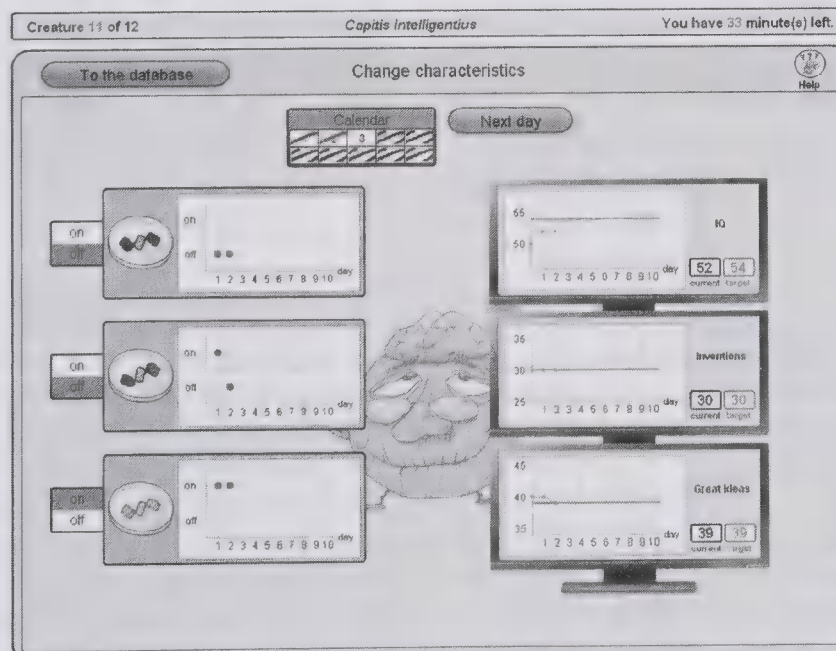 Creature 11 of 12
Capitis Intelligentius
You have 33 minute(s) left.
To the database
Change characteristics
Help
Calendar
3
Next day
on
off
on
off
1 2 3 4 5 6 7 8 9 10 day
65
50
1 2 3 4 5 6 7 8 9 10 day
IQ
52 54
current target
on
off
on
off
1 2 3 4 5 6 7 8 9 10 day
35
30
25
1 2 3 4 5 6 7 8 9 10 day
Inventions
30 30
current target
on
off
on
off
1 2 3 4 5 6 7 8 9 10 day
45
40
35
1 2 3 4 5 6 7 8 9 10 day
Great Ideas
39 39
current target